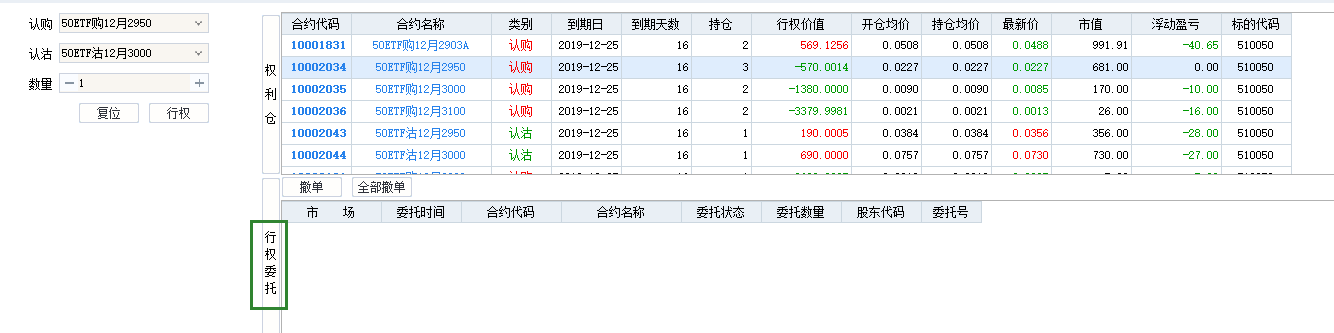 认购 50ETF购12月2950
认沽 50ETF沽12月3000
数量 － 1 ＋
复位 行权
权利仓
合约代码 合约名称 类别 到期日 到期天数 持仓 行权价值 开仓均价 持仓均价 最新价 市值 浮动盈亏 标的代码
10001831 50ETF购12月2903A 认购 2019-12-25 16 2 569.1256 0.0508 0.0508 0.0488 991.91 -40.65 510050
10002034 50ETF购12月2950 认购 2019-12-25 16 3 -570.0014 0.0227 0.0227 0.0227 681.00 0.00 510050
10002035 50ETF购12月3000 认购 2019-12-25 16 2 -1380.0000 0.0090 0.0090 0.0085 170.00 -10.00 510050
10002036 50ETF购12月3100 认购 2019-12-25 16 2 -3379.9981 0.0021 0.0021 0.0013 26.00 -16.00 510050
10002043 50ETF沽12月2950 认沽 2019-12-25 16 1 190.0005 0.0384 0.0384 0.0356 356.00 -28.00 510050
10002044 50ETF沽12月3000 认沽 2019-12-25 16 1 690.0000 0.0757 0.0757 0.0730 730.00 -27.00 510050
撤单 全部撤单
行权委托
市场 委托时间 合约代码 合约名称 委托状态 委托数量 股东代码 委托号